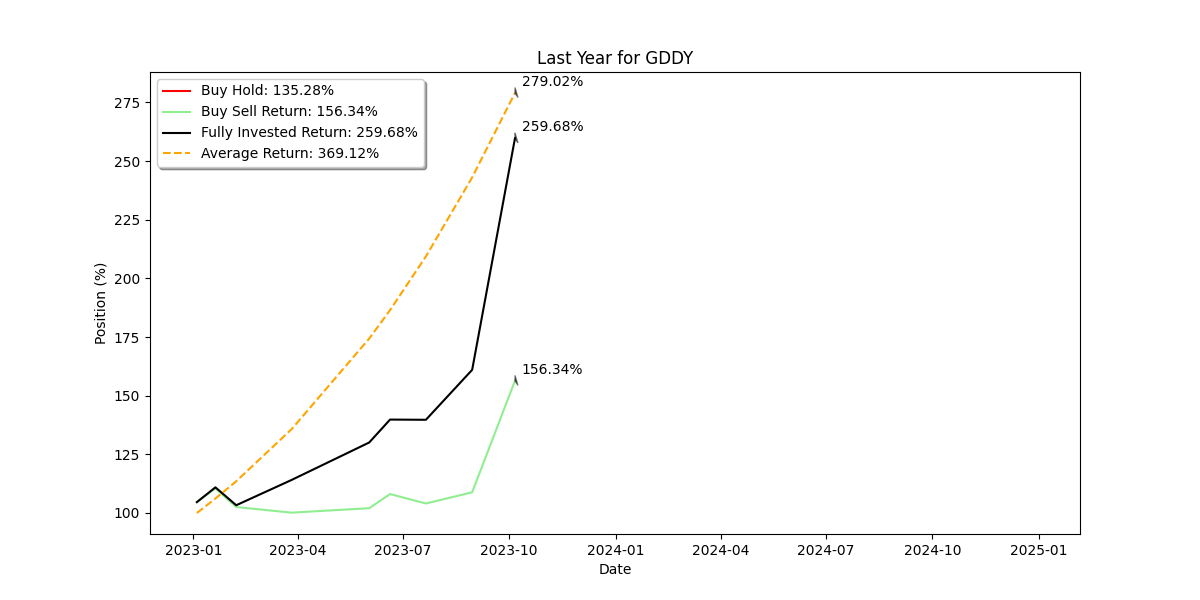 Last Year for GDDY
Buy Hold: 135.28%
Buy Sell Return: 156.34%
Fully Invested Return: 259.68%
Average Return: 369.12%
279.02%
259.68%
156.34%
275
250
225
200
175
150
125
100
Position (%)
2023-01 2023-04 2023-07 2023-10 2024-01 2024-04 2024-07 2024-10 2025-01
Date